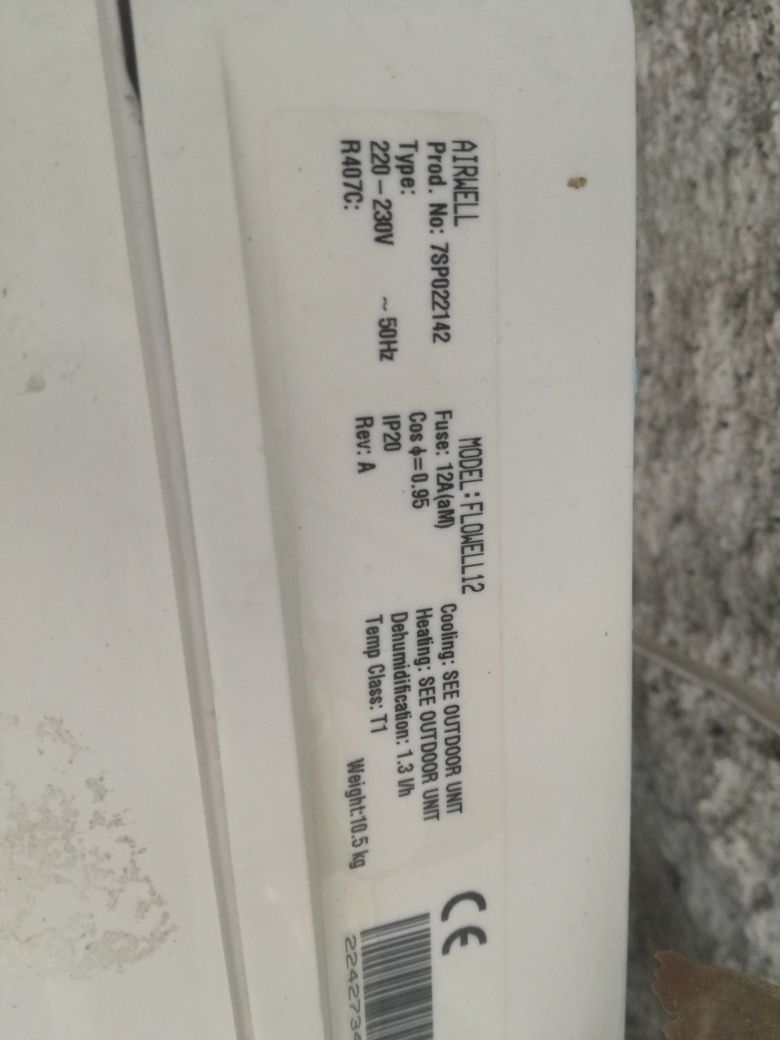 AIRWELL MODEL:FLOWELL12
Prod. No: 7SP022142 Fuse: 12A(aM) Cooling: SEE OUTDOOR UNIT
Type: Cos ϕ=0.95 Heating: SEE OUTDOOR UNIT
220-230V ~ 50Hz IP20 Dehumidification: 1.3 l/h
R407C: Rev: A Temp Class: T1
Weight:10.5 kg
CE
2242734